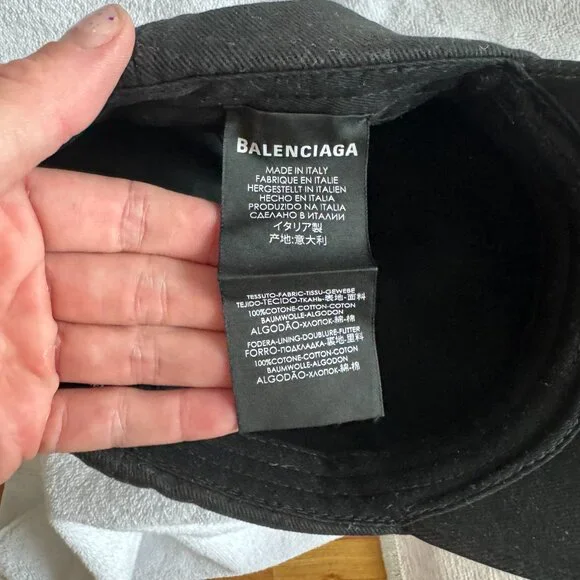 BALENCIAGA
MADE IN ITALY
FABRIQUE EN ITALIE
HERGESTELLT IN ITALIEN
HECHO EN ITALIA
PRODUZIDO NA ITALIA
СДЕЛАНО В ИТАЛИИ
イタリア製
产地:意大利
TESSUTO-FABRIC-TISSU-GEWEBE
TEJIDO-TECIDO-ТКАНЬ-表地-面料
100%COTONE-COTTON-COTON
BAUMWOLLE-ALGODON
ALGODÃO-ХЛОПОК-綿-棉
FODERA-LINING-DOUBLURE-FUTTER
FORRO-ПОДКЛАДКА-裏地-里料
100%COTONE-COTTON-COTON
BAUMWOLLE-ALGODON
ALGODÃO-ХЛОПОК-綿-棉